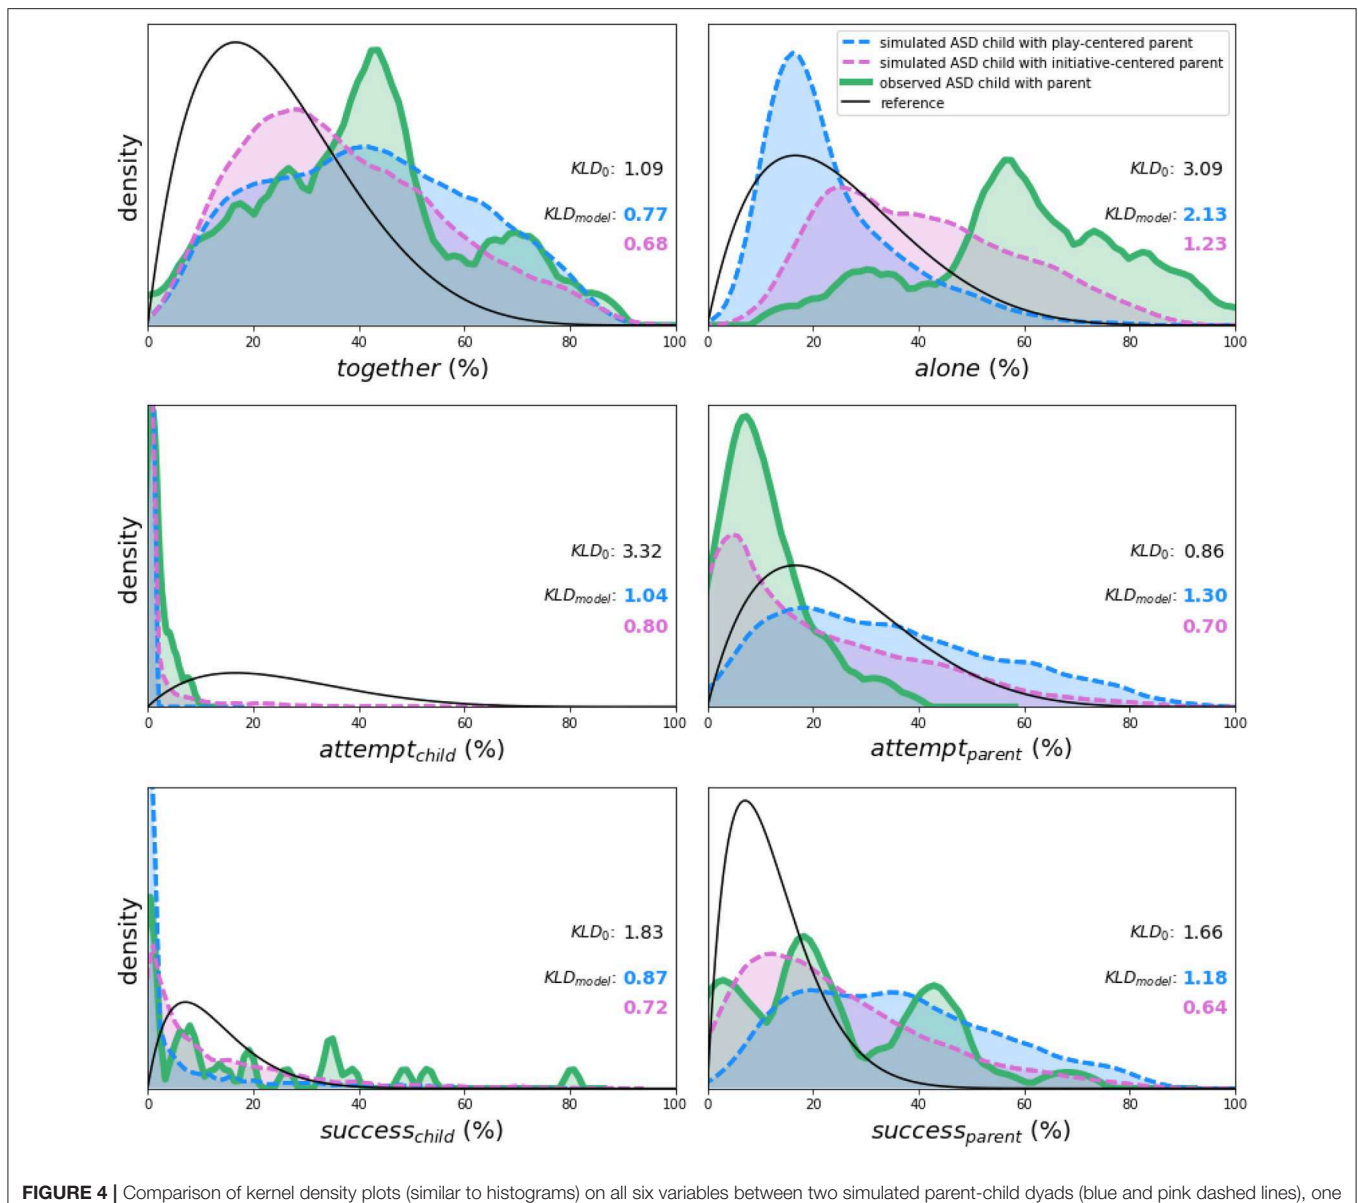 density
simulated ASD child with play-centered parent
simulated ASD child with initiative-centered parent
observed ASD child with parent
reference
KLD0: 1.09
KLDmodel: 0.77
0.68
KLD0: 3.09
KLDmodel: 2.13
1.23
0 20 40 60 80 100
0 20 40 60 80 100
together (%)
alone (%)
density
KLD0: 3.32
KLDmodel: 1.04
0.80
KLD0: 0.86
KLDmodel: 1.30
0.70
0 20 40 60 80 100
0 20 40 60 80 100
attemptchild (%)
attemptparent (%)
density
KLD0: 1.83
KLDmodel: 0.87
0.72
KLD0: 1.66
KLDmodel: 1.18
0.64
0 20 40 60 80 100
0 20 40 60 80 100
successchild (%)
successparent (%)
FIGURE 4 | Comparison of kernel density plots (similar to histograms) on all six variables between two simulated parent-child dyads (blue and pink dashed lines), one